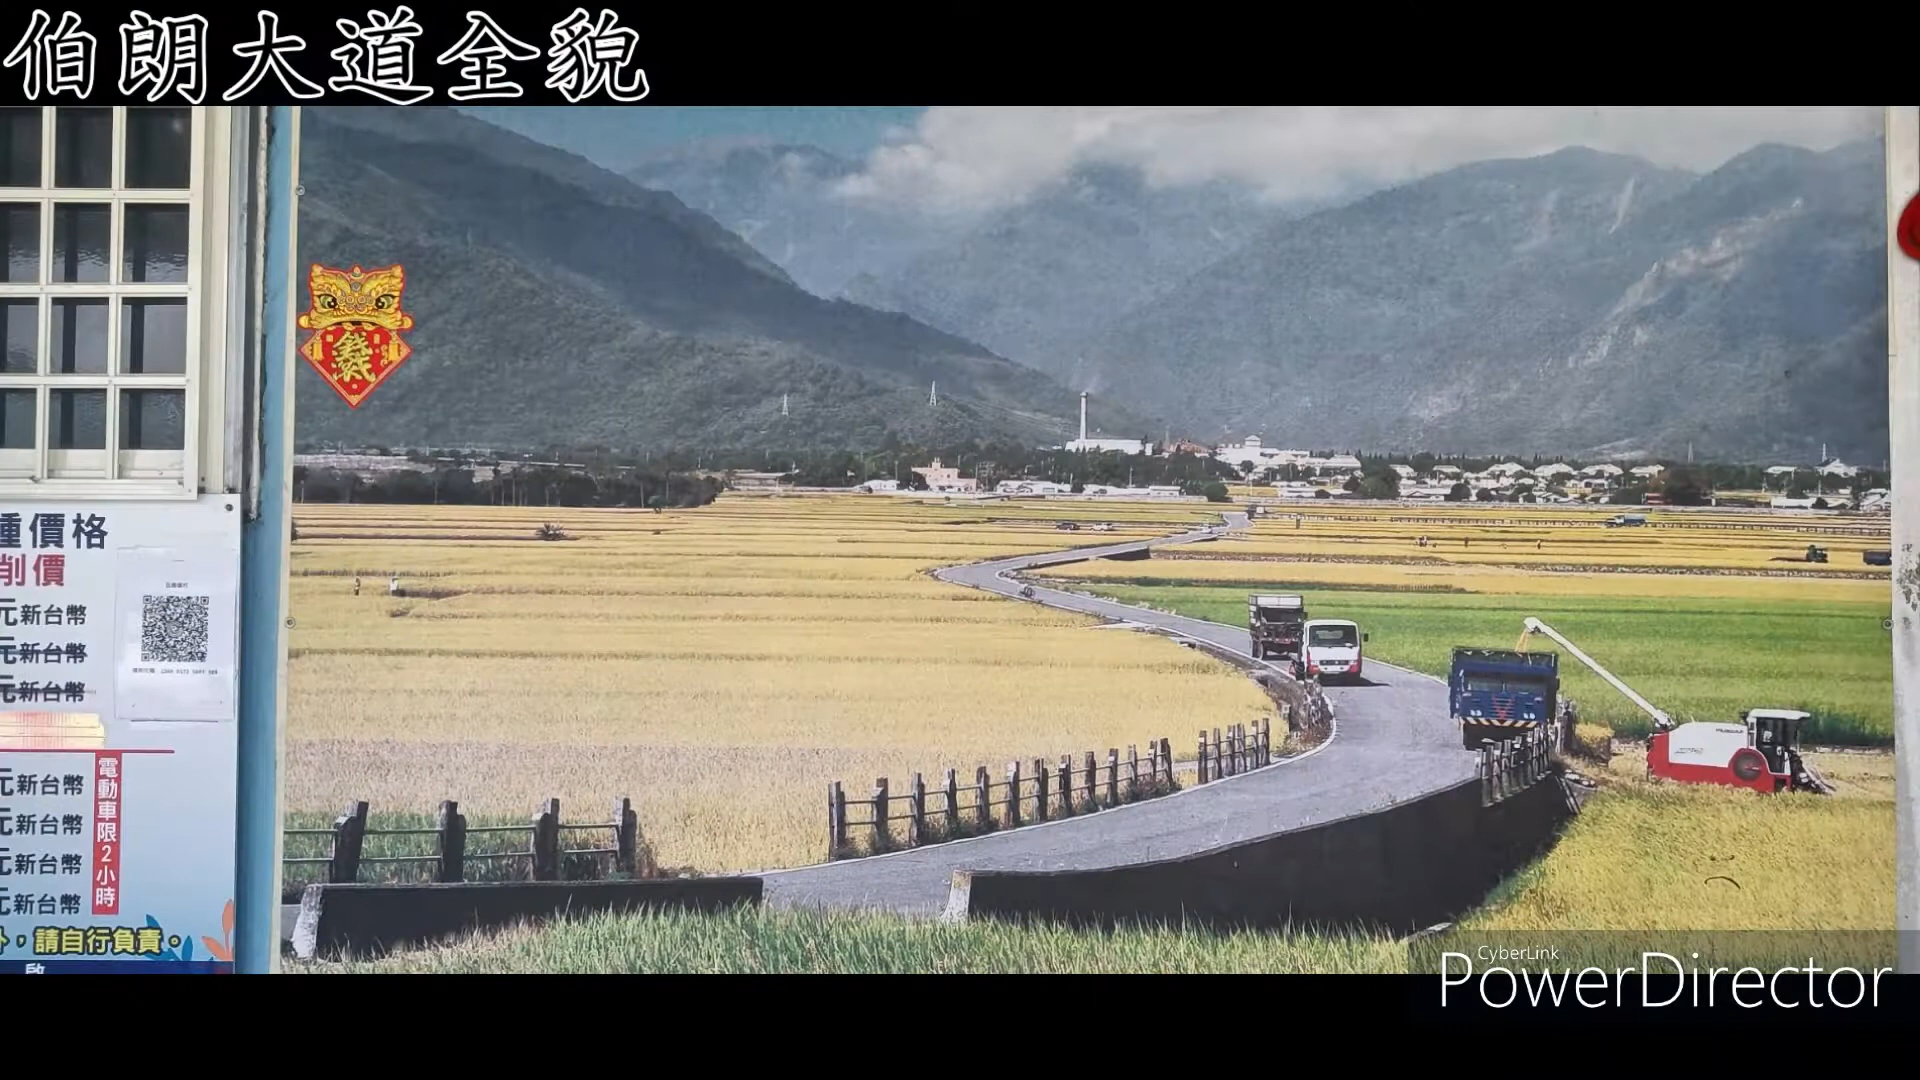 伯朗大道全貌
種價格
削價
元新台幣
元新台幣
元新台幣
元新台幣
元新台幣
元新台幣
元新台幣
電動車限2小時
，請自行負責。
啟
CyberLink
PowerDirector